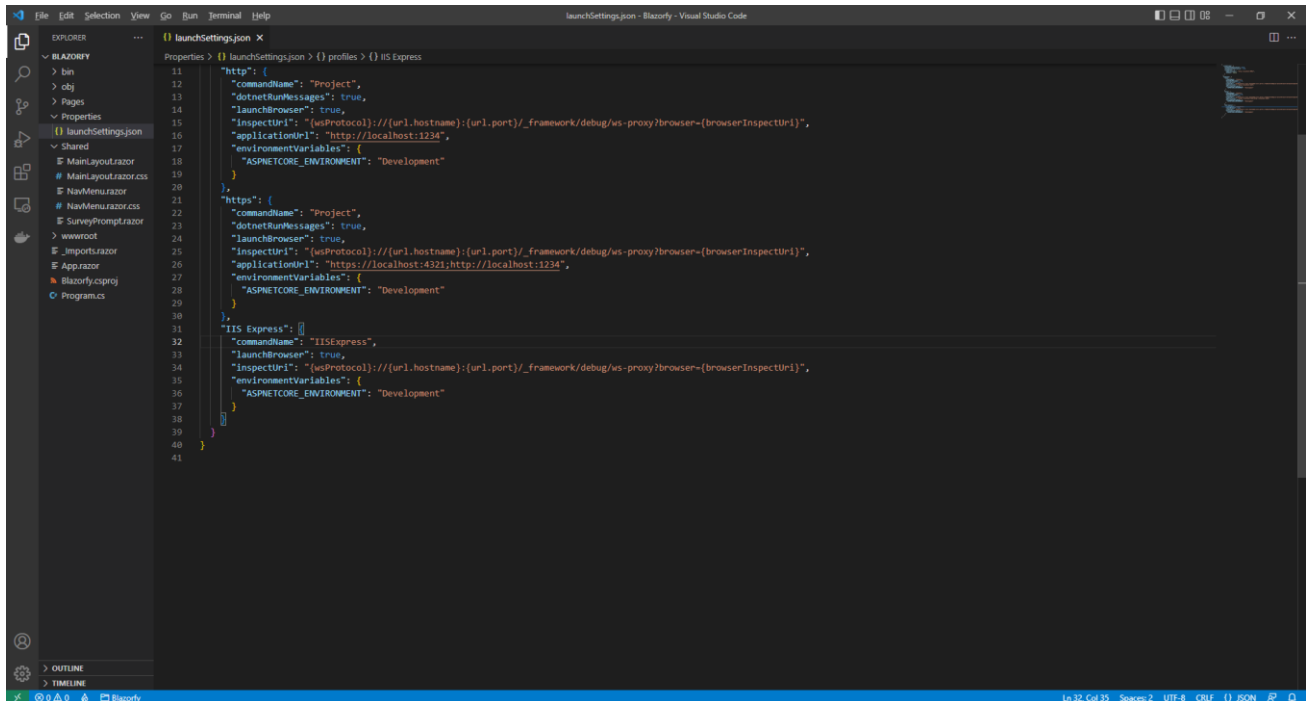 File Edit Selection View Go Run Terminal Help
launchSettings.json - Blazorfy - Visual Studio Code
EXPLORER
BLAZORFY
> bin
> obj
> Pages
Properties
{} launchSettings.json
Shared
MainLayout.razor
# MainLayout.razor.css
NavMenu.razor
# NavMenu.razor.css
SurveyPrompt.razor
> wwwroot
_Imports.razor
App.razor
Blazorfy.csproj
Program.cs
> OUTLINE
> TIMELINE
{} launchSettings.json ×
Properties > {} launchSettings.json > {} profiles > {} IIS Express
11 "http": {
12 "commandName": "Project",
13 "dotnetRunMessages": true,
14 "launchBrowser": true,
15 "inspectUri": "{wsProtocol}://{url.hostname}:{url.port}/_framework/debug/ws-proxy?browser={browserInspectUri}",
16 "applicationUrl": "http://localhost:1234",
17 "environmentVariables": {
18 "ASPNETCORE_ENVIRONMENT": "Development"
19 }
20 },
21 "https": {
22 "commandName": "Project",
23 "dotnetRunMessages": true,
24 "launchBrowser": true,
25 "inspectUri": "{wsProtocol}://{url.hostname}:{url.port}/_framework/debug/ws-proxy?browser={browserInspectUri}",
26 "applicationUrl": "https://localhost:4321;http://localhost:1234",
27 "environmentVariables": {
28 "ASPNETCORE_ENVIRONMENT": "Development"
29 }
30 },
31 "IIS Express": {
32 "commandName": "IISExpress",
33 "launchBrowser": true,
34 "inspectUri": "{wsProtocol}://{url.hostname}:{url.port}/_framework/debug/ws-proxy?browser={browserInspectUri}",
35 "environmentVariables": {
36 "ASPNETCORE_ENVIRONMENT": "Development"
37 }
38 }
39 }
40 }
41
0 0 Blazorfy
Ln 32, Col 35 Spaces: 2 UTF-8 CRLF {} JSON